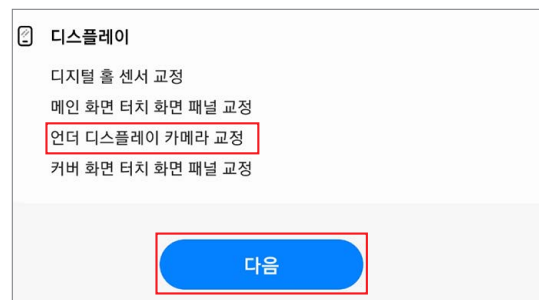 디스플레이
디지털 홀 센서 교정
메인 화면 터치 화면 패널 교정
언더 디스플레이 카메라 교정
커버 화면 터치 화면 패널 교정
다음